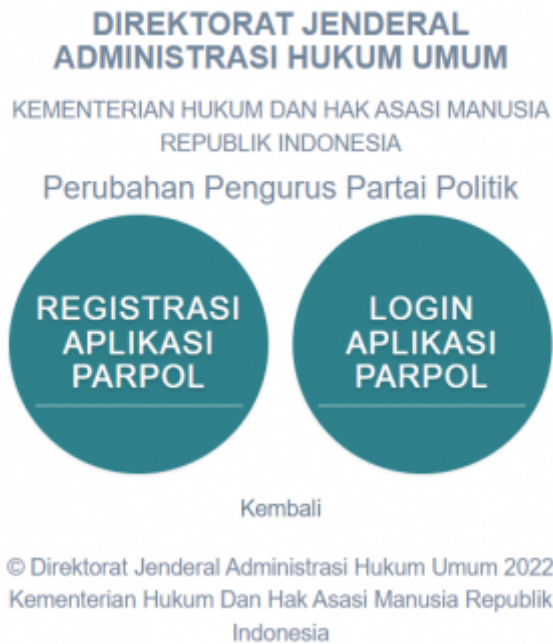 DIREKTORAT JENDERAL
ADMINISTRASI HUKUM UMUM
KEMENTERIAN HUKUM DAN HAK ASASI MANUSIA
REPUBLIK INDONESIA
Perubahan Pengurus Partai Politik
REGISTRASI
APLIKASI
PARPOL
LOGIN
APLIKASI
PARPOL
Kembali
© Direktorat Jenderal Administrasi Hukum Umum 2022
Kementerian Hukum Dan Hak Asasi Manusia Republik
Indonesia